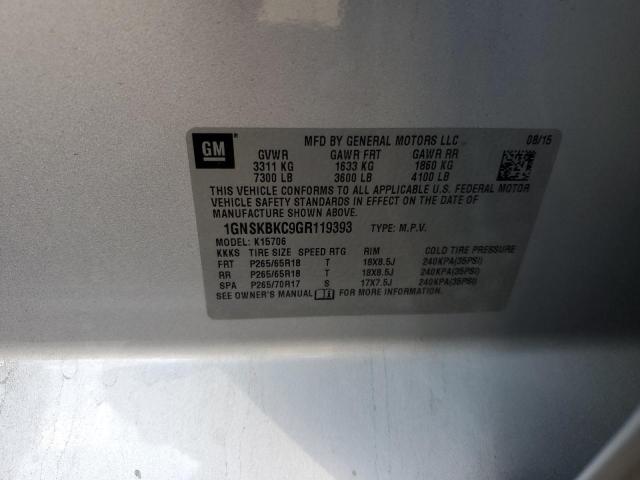 GM
MFD BY GENERAL MOTORS LLC 08/15
GVWR GAWR FRT GAWR RR
3311 KG 1633 KG 1860 KG
7300 LB 3600 LB 4100 LB
THIS VEHICLE CONFORMS TO ALL APPLICABLE U.S. FEDERAL MOTOR
VEHICLE SAFETY STANDARDS IN EFFECT ON THE DATE OF
MANUFACTURE SHOWN ABOVE.
1GNSKBKC9GR119393 TYPE: M.P.V.
MODEL: K15706
KKKS TIRE SIZE SPEED RTG RIM COLD TIRE PRESSURE
FRT P265/65R18 T 18X8.5J 240KPA(35PSI)
RR P265/65R18 T 18X8.5J 240KPA(35PSI)
SPA P265/70R17 S 17X7.5J 240KPA(35PSI)
SEE OWNER'S MANUAL FOR MORE INFORMATION.